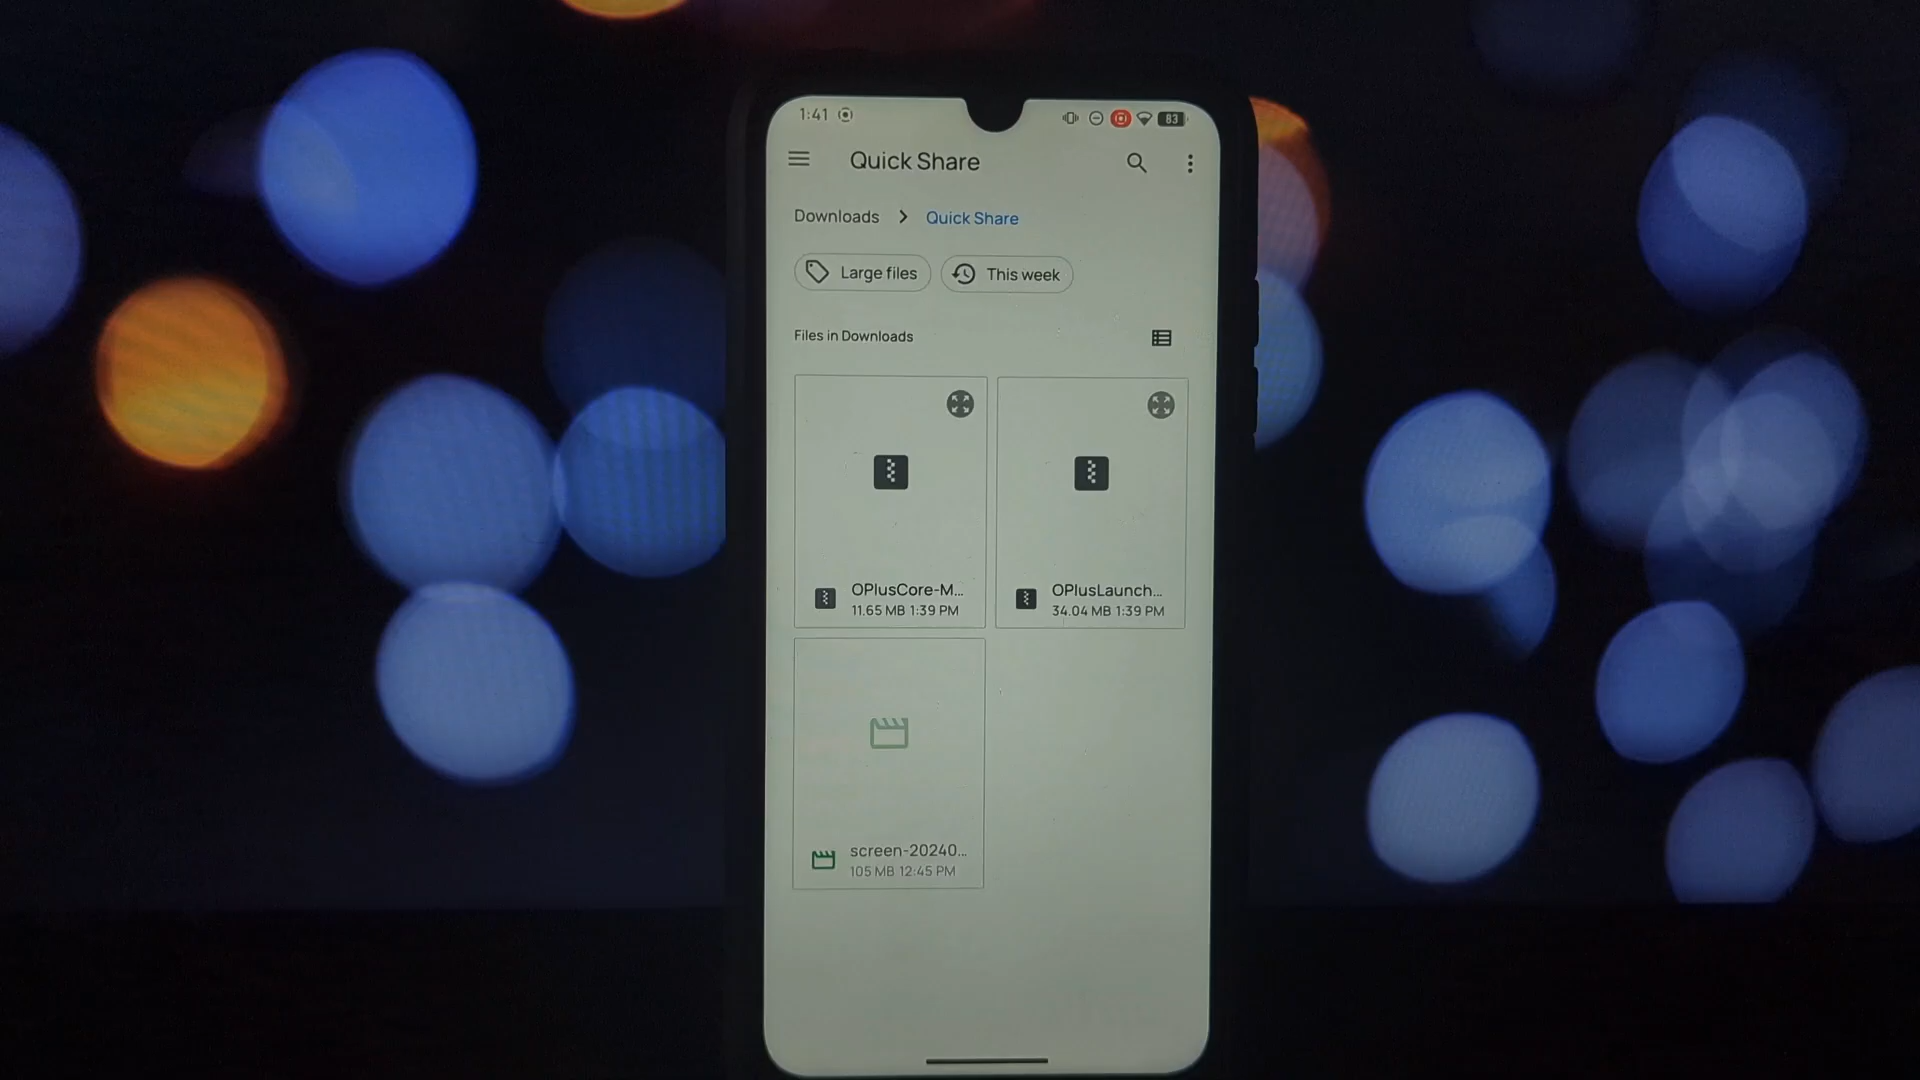 1:41
83
Quick Share
Downloads > Quick Share
Large files
This week
Files in Downloads
OPlusCore-M...
11.65 MB 1:39 PM
OPlusLaunch...
34.04 MB 1:39 PM
screen-20240...
105 MB 12:45 PM